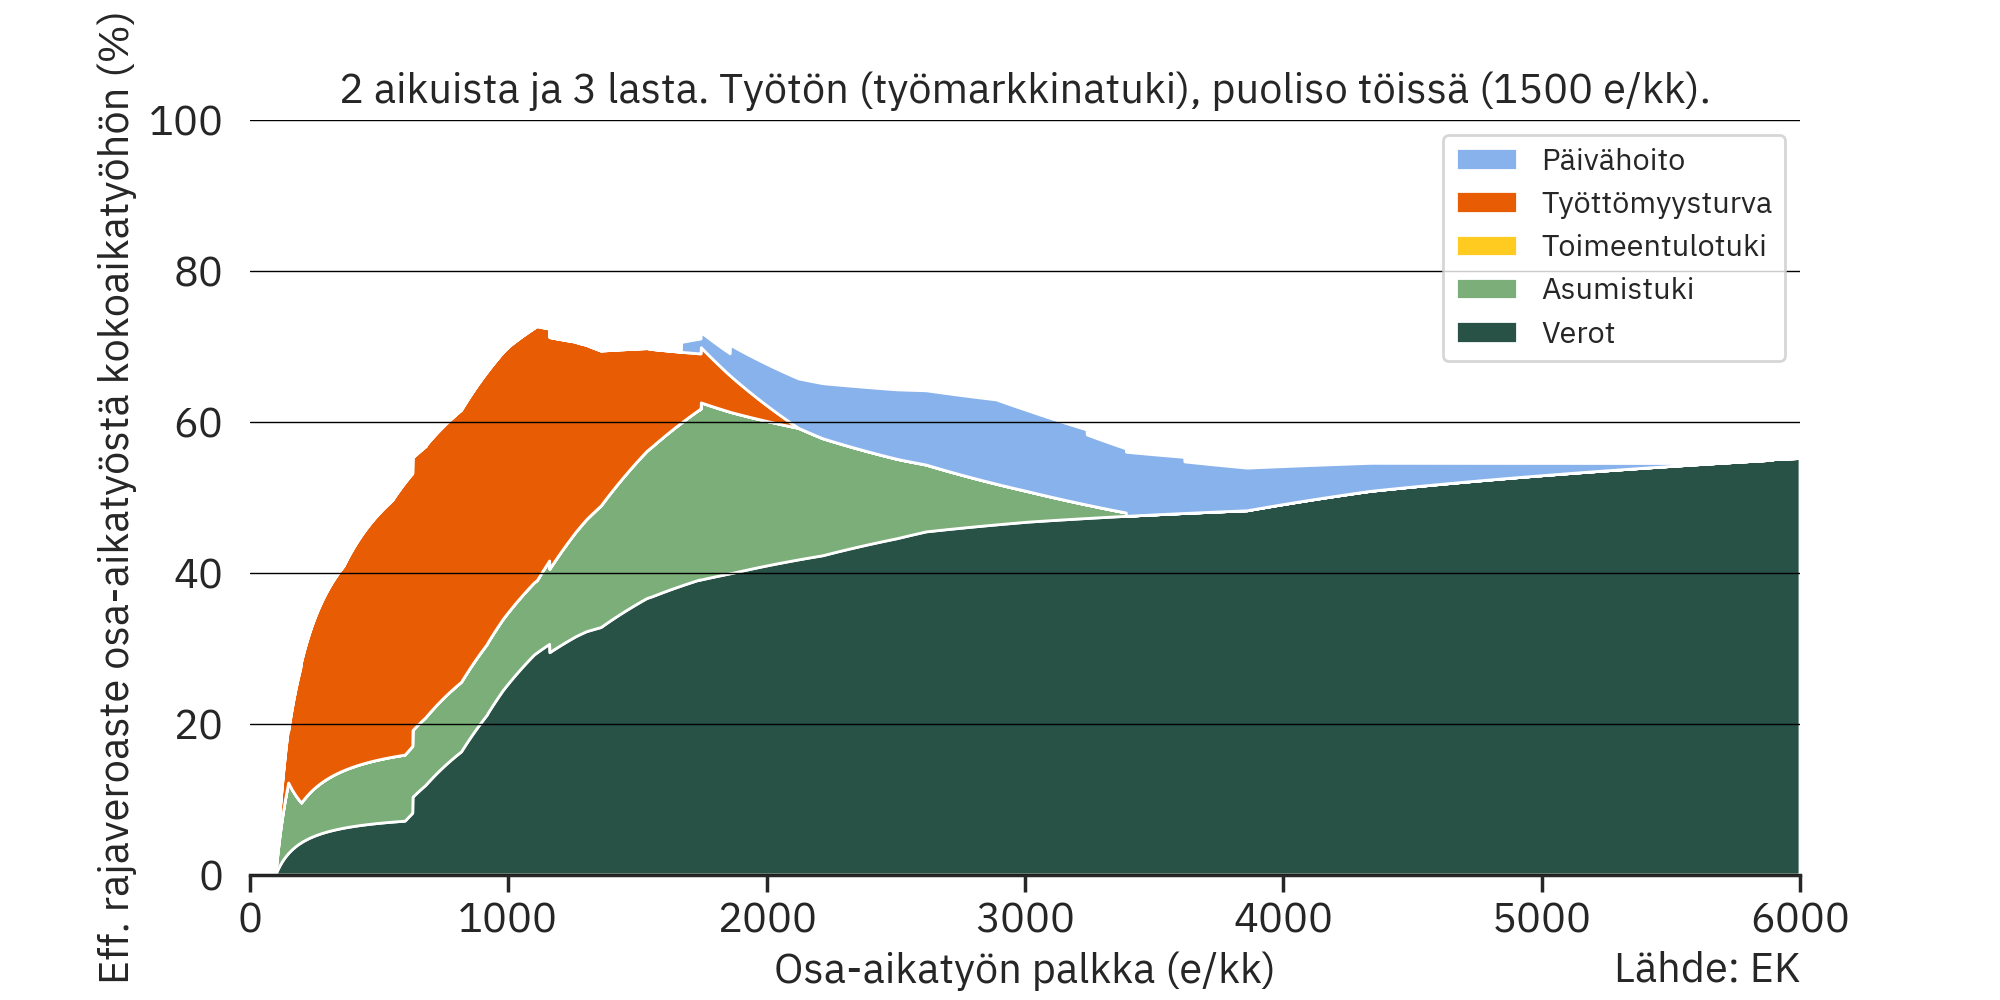 2 aikuista ja 3 lasta. Työtön (työmarkkinatuki), puoliso töissä (1500 e/kk).
Eff. rajaveroaste osa-aikatyöstä kokoaikatyöhön (%)
100
80
60
40
20
0
Päivähoito
Työttömyysturva
Toimeentulotuki
Asumistuki
Verot
0 1000 2000 3000 4000 5000 6000
Osa-aikatyön palkka (e/kk)
Lähde: EK